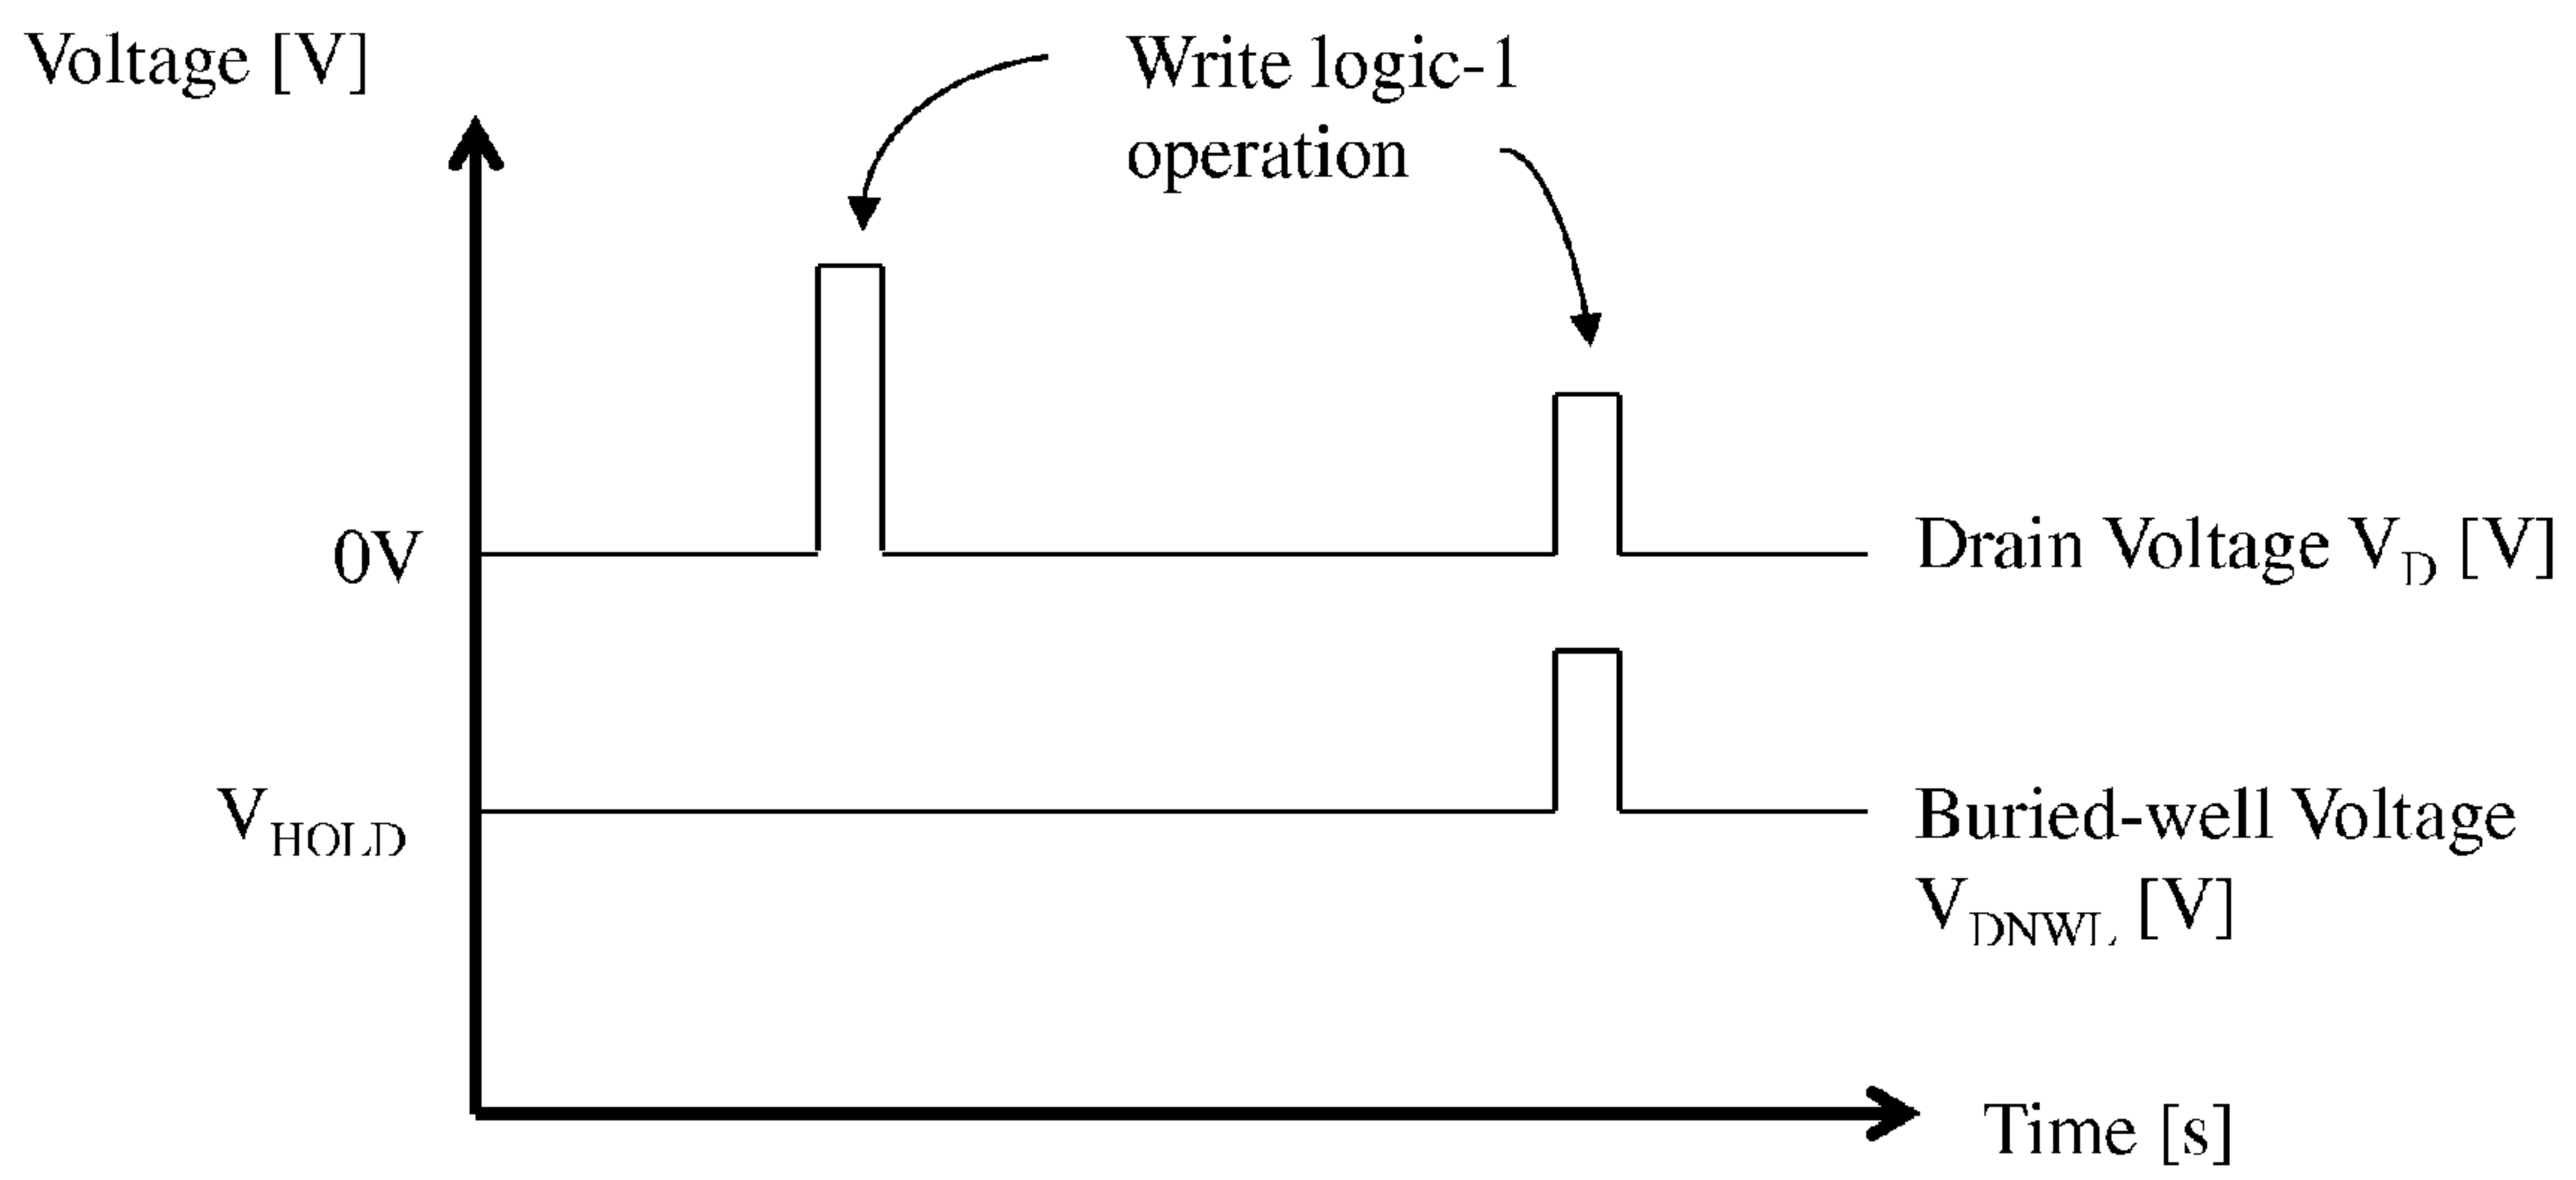 Voltage [V]
Write logic-1
operation
0V
Drain Voltage V_D [V]
V_HOLD
Buried-well Voltage
V_DNWL [V]
Time [s]